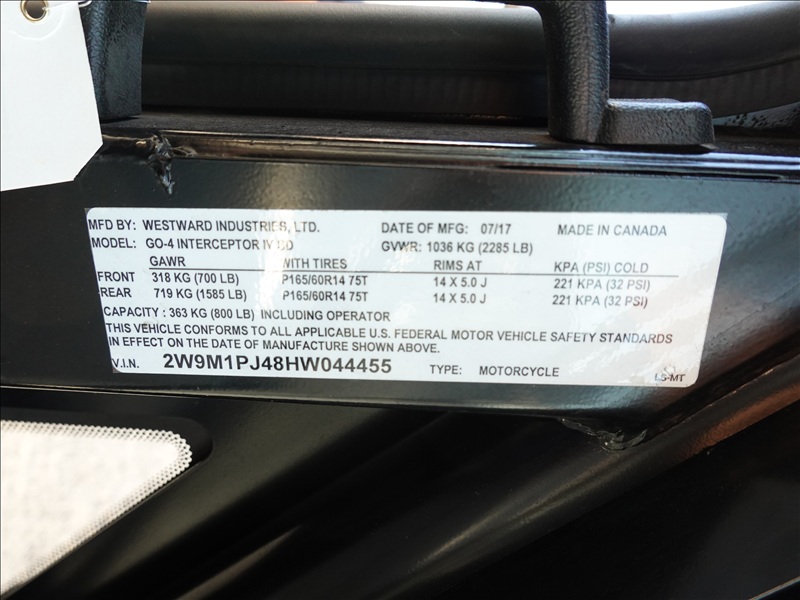 MFD BY: WESTWARD INDUSTRIES, LTD. DATE OF MFG: 07/17 MADE IN CANADA
MODEL: GO-4 INTERCEPTOR IV GVWR: 1036 KG (2285 LB)
GAWR WITH TIRES RIMS AT KPA (PSI) COLD
FRONT 318 KG (700 LB) P165/60R14 75T 14 X 5.0 J 221 KPA (32 PSI)
REAR 719 KG (1585 LB) P165/60R14 75T 14 X 5.0 J 221 KPA (32 PSI)
CAPACITY : 363 KG (800 LB) INCLUDING OPERATOR
THIS VEHICLE CONFORMS TO ALL APPLICABLE U.S. FEDERAL MOTOR VEHICLE SAFETY STANDARDS
IN EFFECT ON THE DATE OF MANUFACTURE SHOWN ABOVE.
V.I.N. 2W9M1PJ48HW044455 TYPE: MOTORCYCLE LS-MT